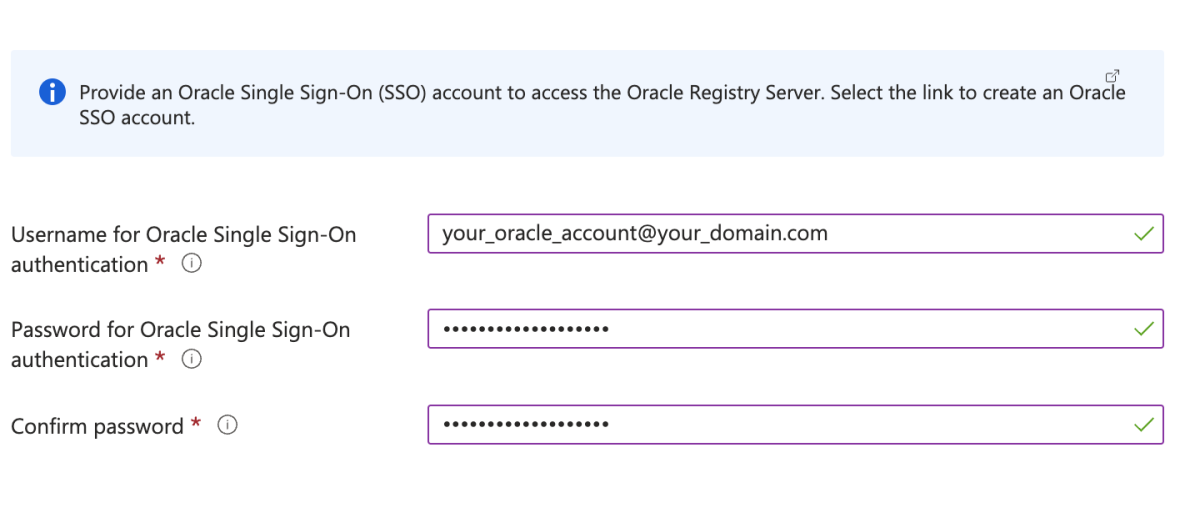 Provide an Oracle Single Sign-On (SSO) account to access the Oracle Registry Server. Select the link to create an Oracle
SSO account.
Username for Oracle Single Sign-On
authentication *
your_oracle_account@your_domain.com
Password for Oracle Single Sign-On
authentication *
•••••••••••••••••••
Confirm password *
•••••••••••••••••••